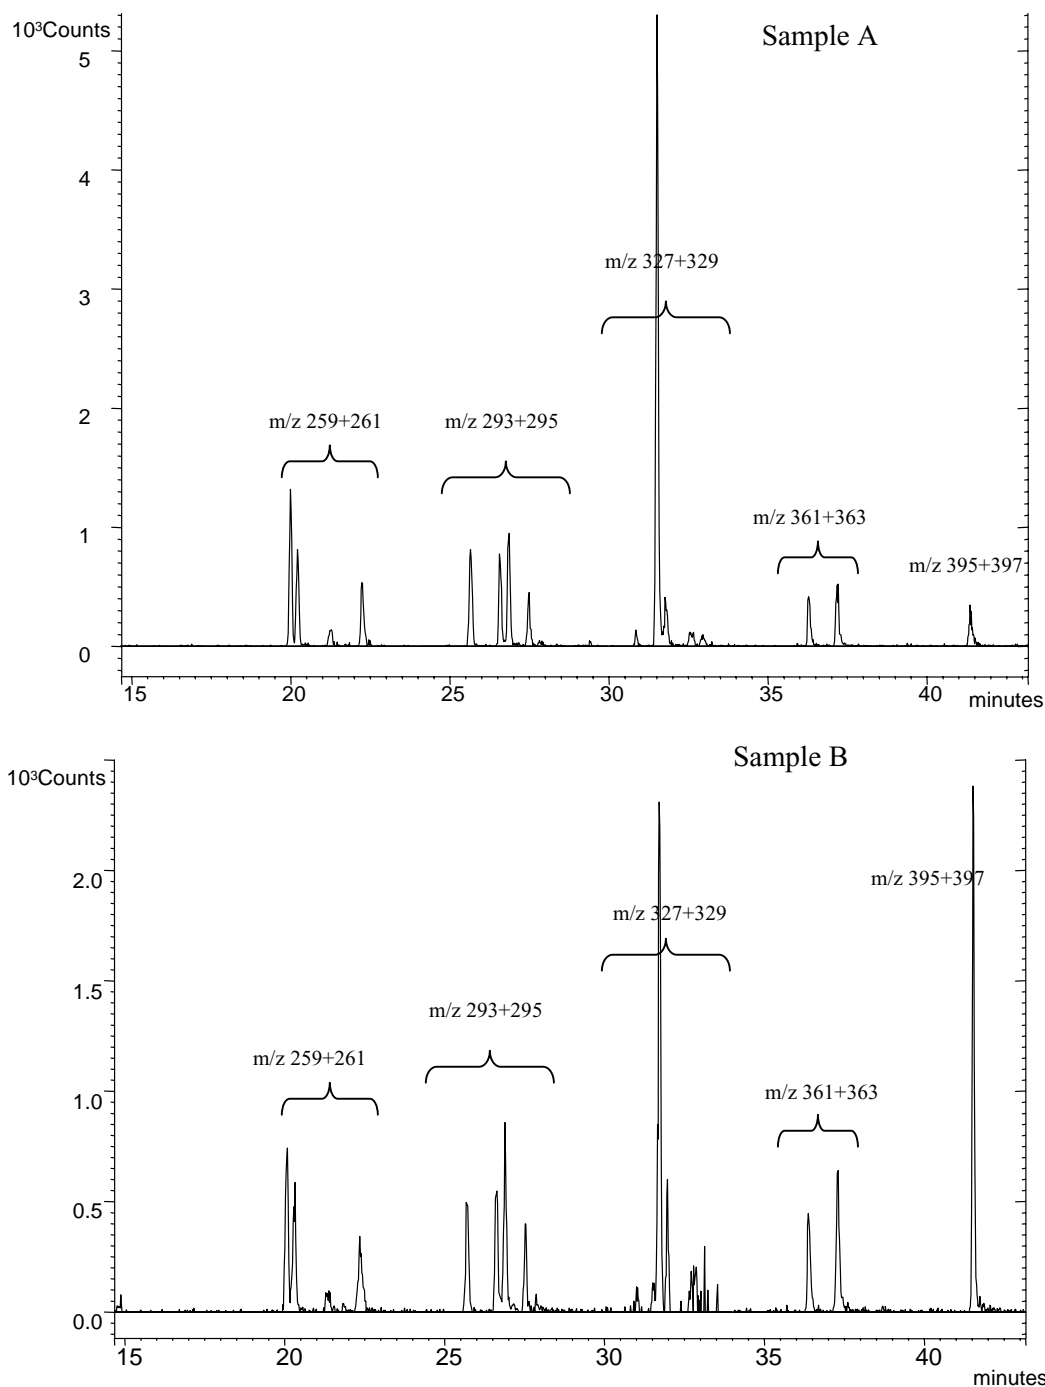 10³Counts
Sample A
5
4
3
m/z 327+329
2
m/z 259+261
m/z 293+295
1
m/z 361+363
m/z 395+397
0
15 20 25 30 35 40 minutes
Sample B
10³Counts
2.0
m/z 395+397
m/z 327+329
1.5
m/z 293+295
m/z 259+261
1.0
m/z 361+363
0.5
0.0
15 20 25 30 35 40
minutes